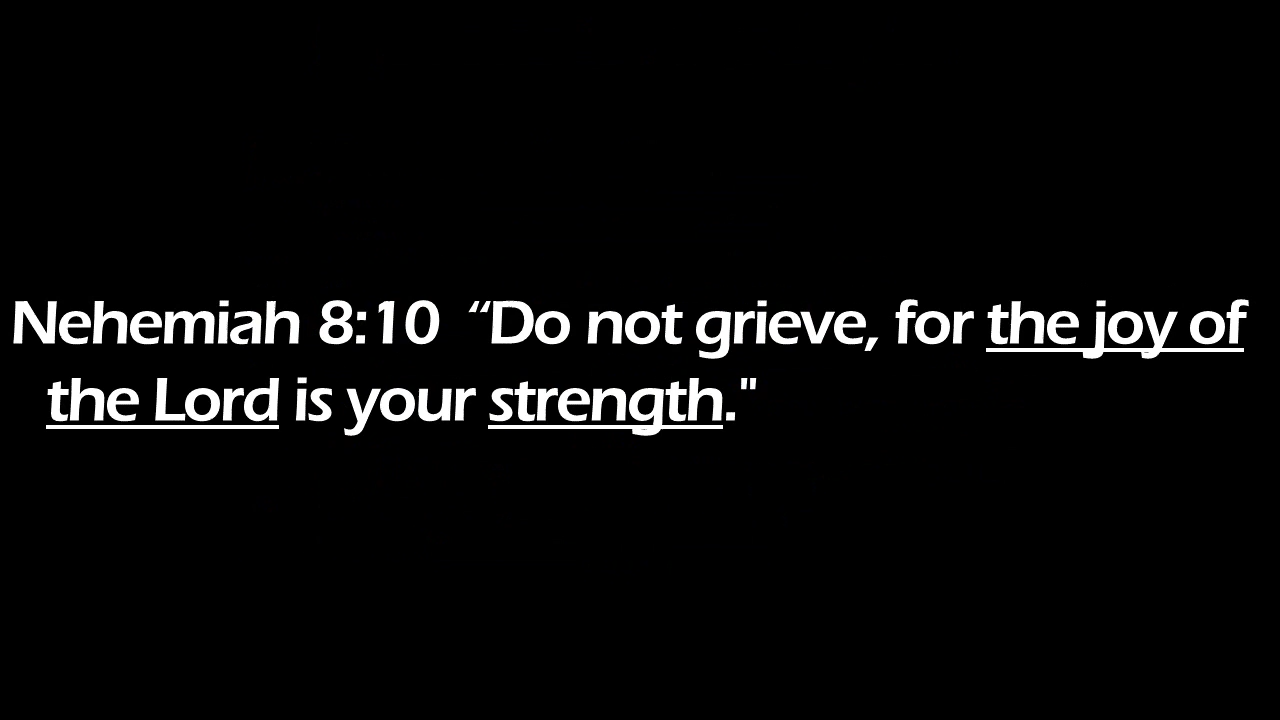 Nehemiah 8:10  “Do not grieve, for the joy of
the Lord is your strength."